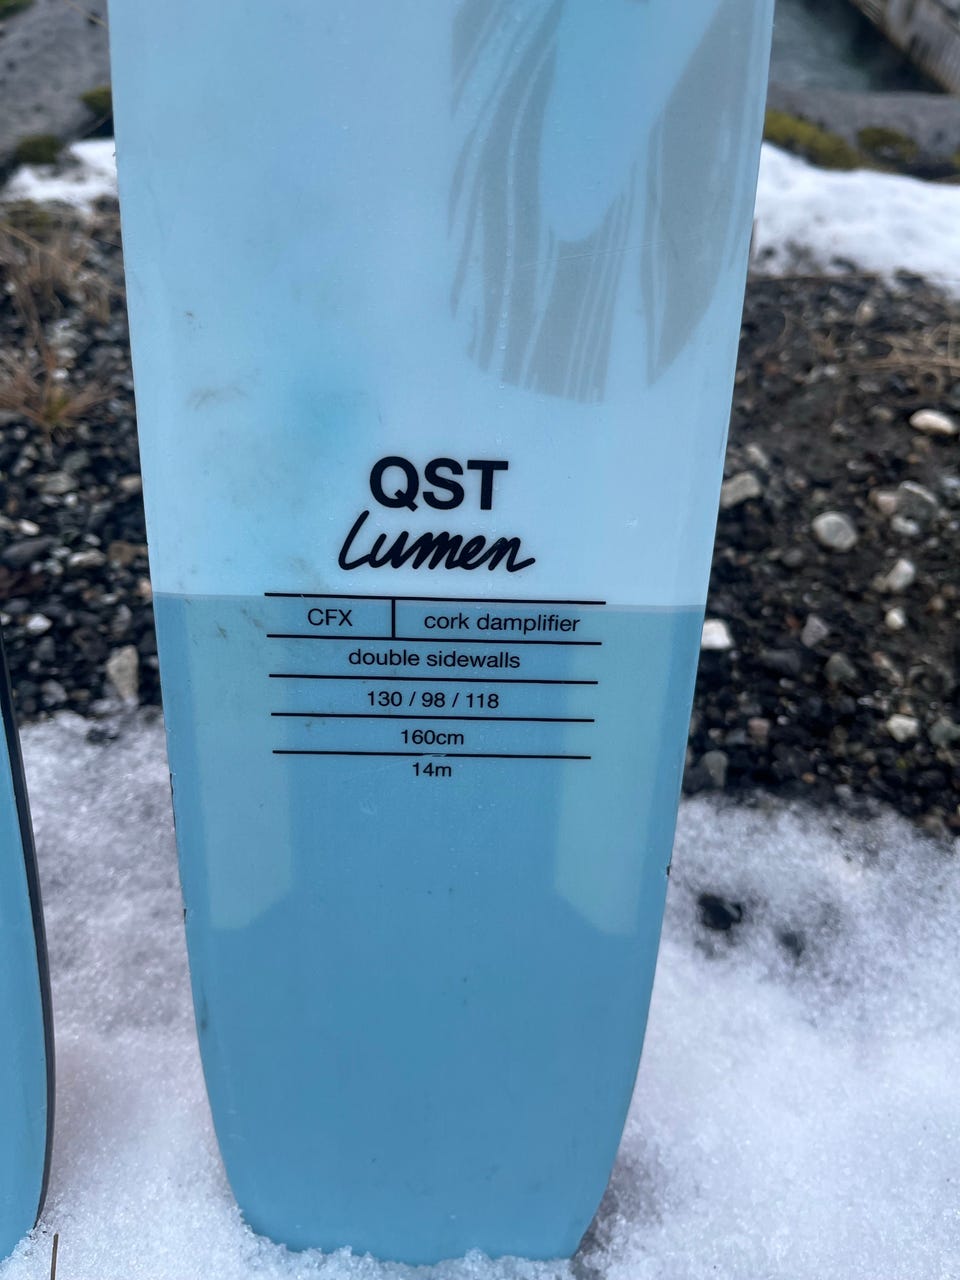 QST
Lumen
CFX cork damplifier
double sidewalls
130 / 98 / 118
160cm
14m